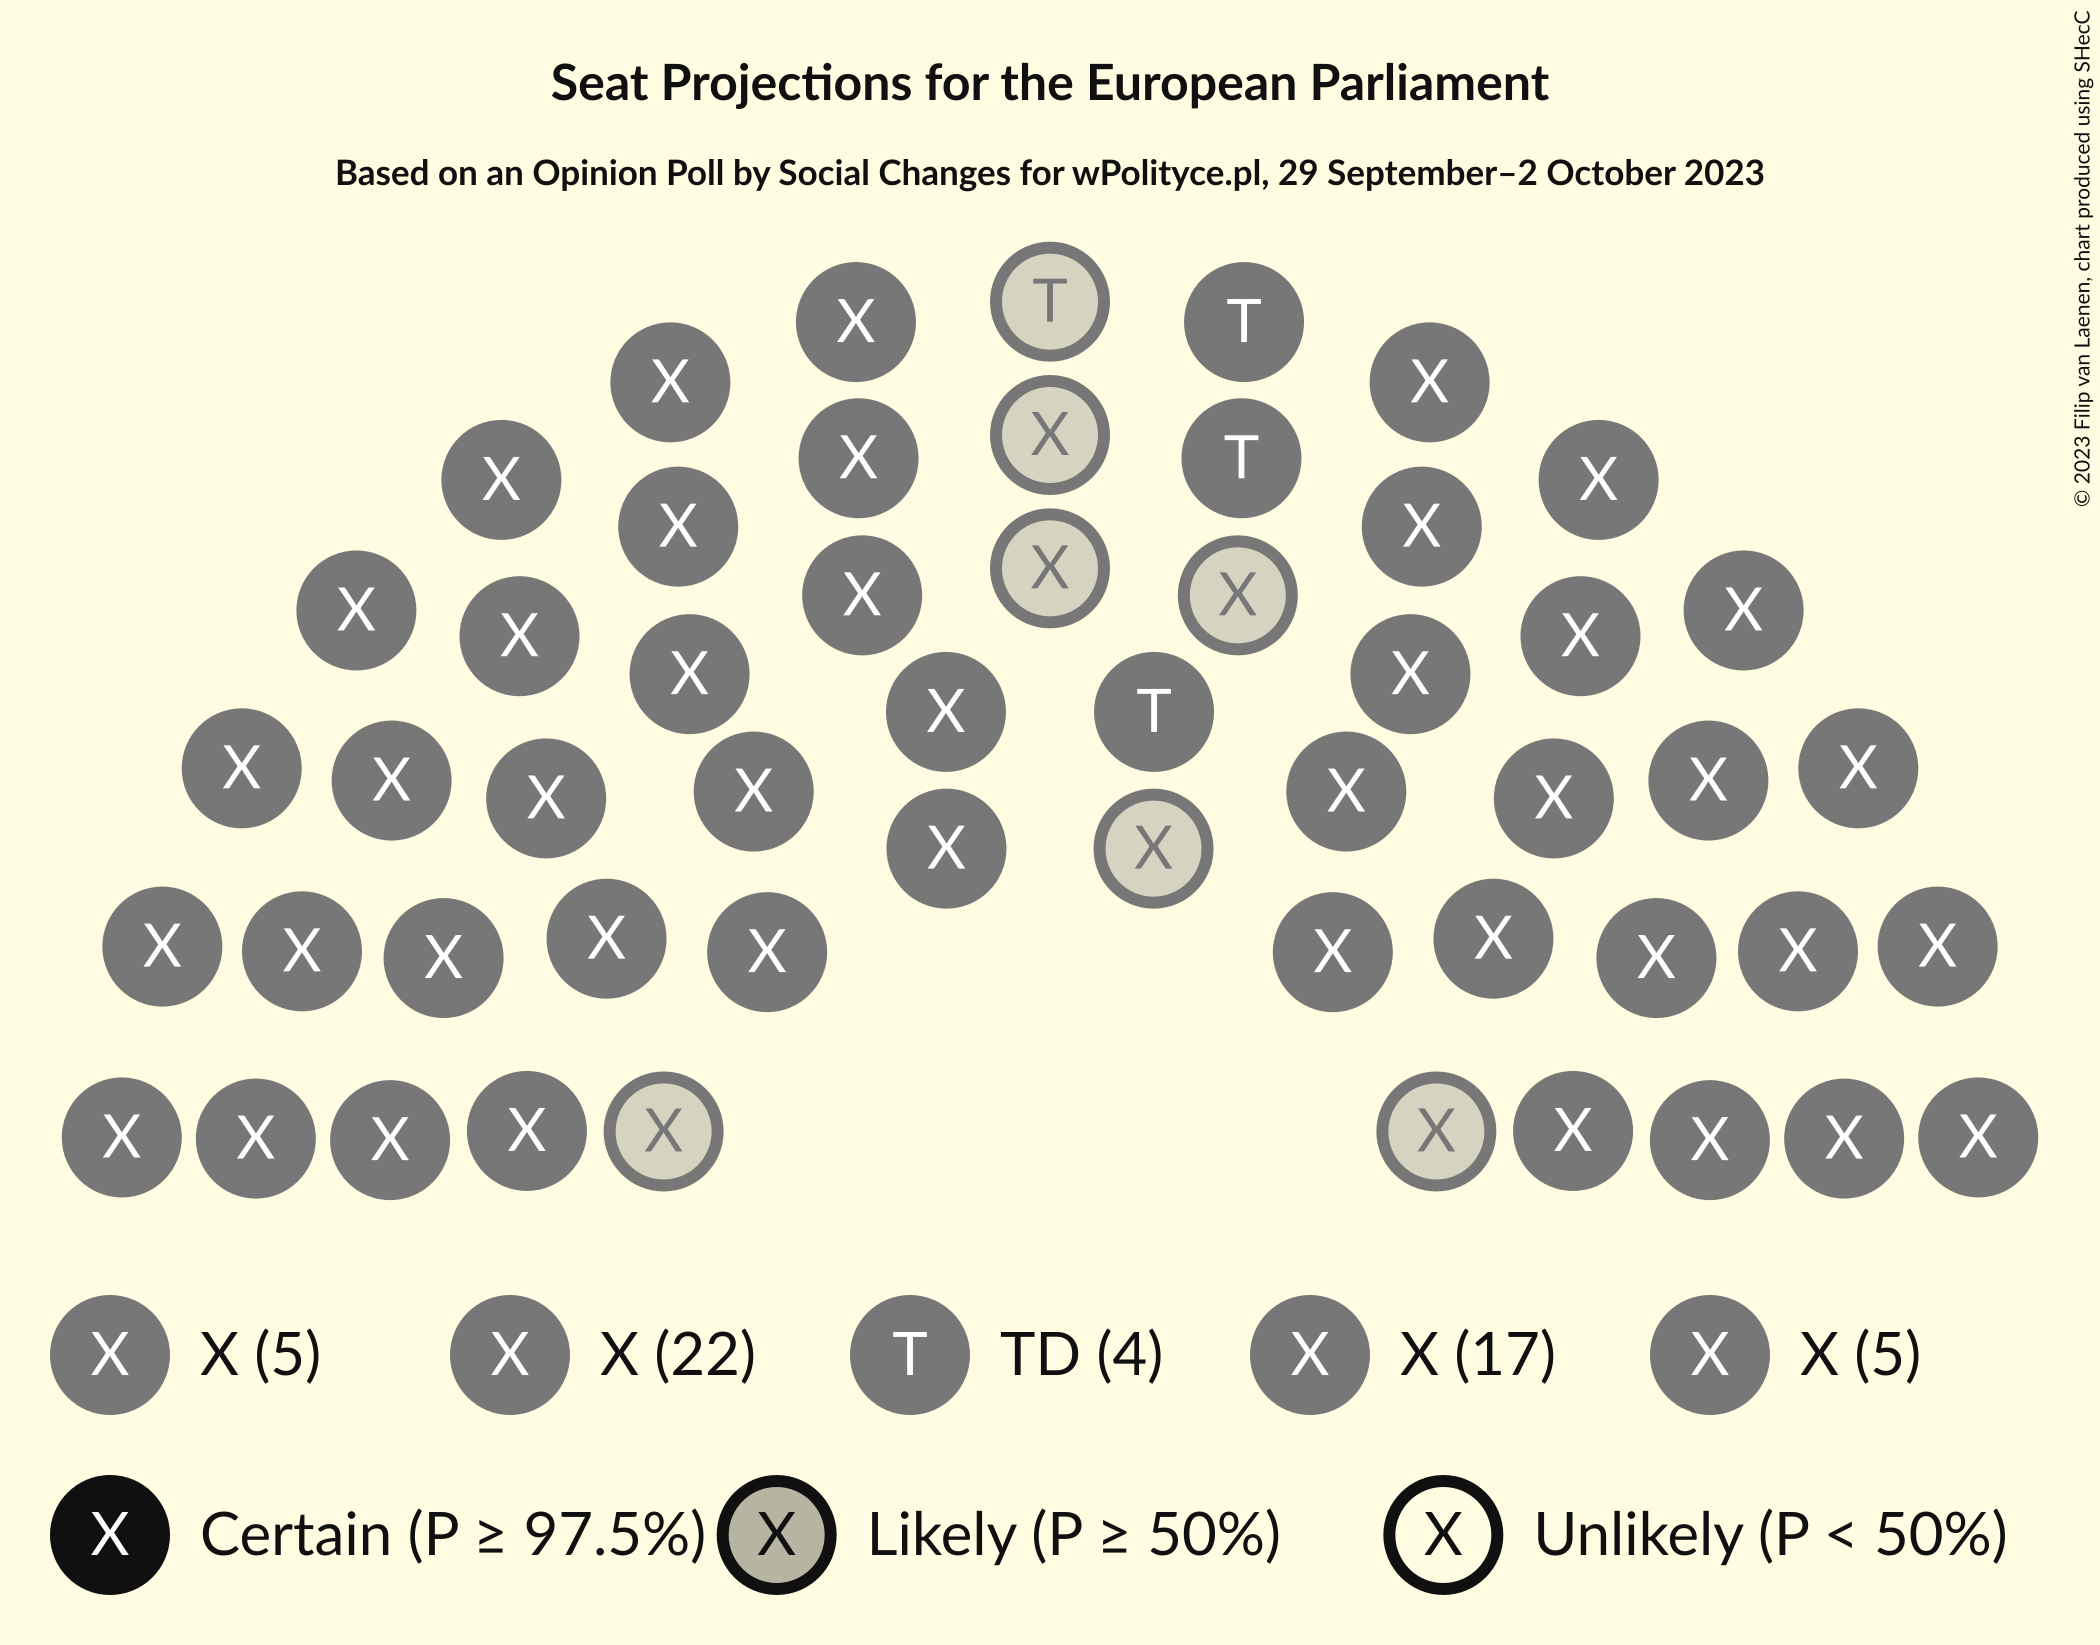 Seat Projections for the European Parliament
Based on an Opinion Poll by Social Changes for wPolityce.pl, 29 September–2 October 2023
© 2023 Filip van Laenen, chart produced using SHecC
X T T
X X
X X T
X X
X X
X X X
X X X X
X X
X T
X X X X X X X X
X X
X X X X X X X X X X
X X X X X X X X X X
X X (5) X X (22) T TD (4) X X (17) X X (5)
X Certain (P ≥ 97.5%) X Likely (P ≥ 50%) X Unlikely (P < 50%)